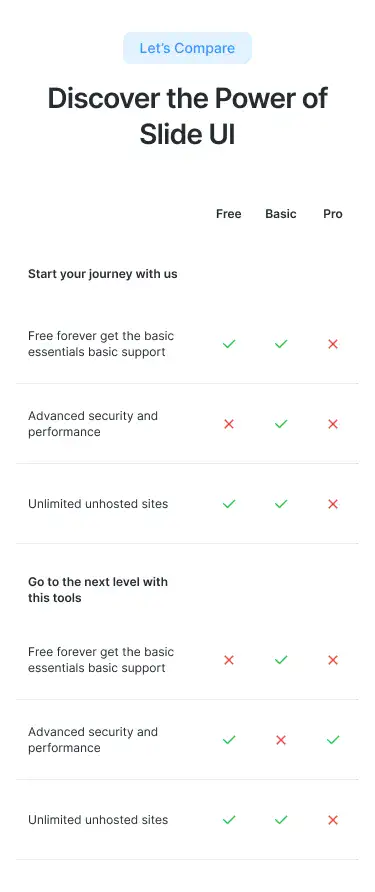 Let's Compare
Discover the Power of
Slide UI
Free Basic Pro
Start your journey with us
Free forever get the basic
essentials basic support
Advanced security and
performance
Unlimited unhosted sites
Go to the next level with
this tools
Free forever get the basic
essentials basic support
Advanced security and
performance
Unlimited unhosted sites